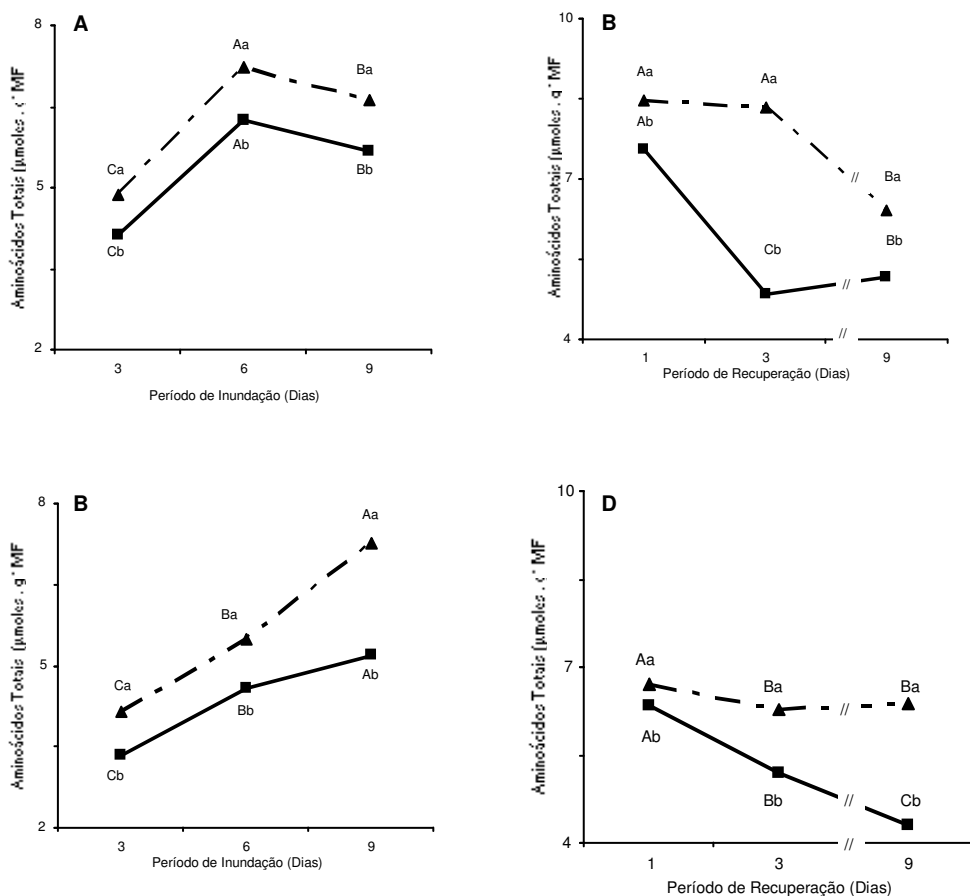 A
8
5
2
Aminoácidos Totais (μmoles . g⁻¹ MF
Ca
Cb
Aa
Ab
Ba
Bb
3 6 9
Período de Inundação (Dias)
B
10
7
4
Aminoácidos Toatais (μmoles . g⁻¹ MF
Aa
Ab
Aa
Cb
Ba
Bb
// // //
1 3 9
Período de Recuperação (Dias)
B
8
5
2
Aminoácidos Totais (μmoles . g⁻¹ MF
Ca
Cb
Ba
Bb
Aa
Ab
3 6 9
Período de Inundação (Dias)
D
10
7
4
Aminoácidos Totais (μmoles . g⁻¹ MF
Aa
Ab
Ba
Bb
Ba
Cb
// // //
1 3 9
Período de Recuperação (Dias)